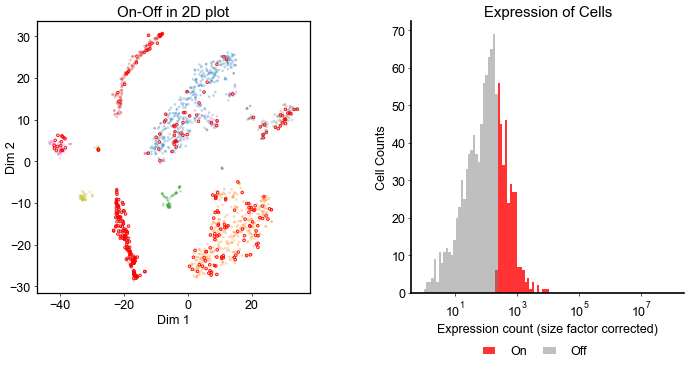 On-Off in 2D plot
Dim 2
30
20
10
0
−10
−20
−30
−40
−20
0
20
Dim 1
Expression of Cells
Cell Counts
70
60
50
40
30
20
10
0
10^1
10^3
10^5
10^7
Expression count (size factor corrected)
On
Off